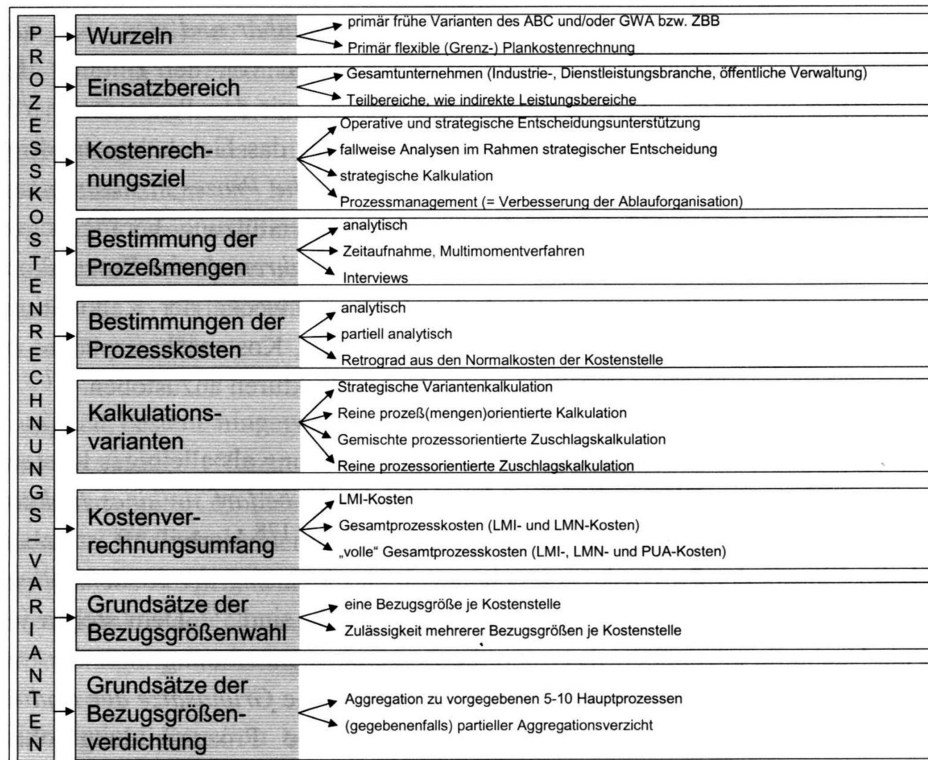 PROZESSKOSTENRECHNUNGS–VARIANTEN
Wurzeln
primär frühe Varianten des ABC und/oder GWA bzw. ZBB
Primär flexible (Grenz-) Plankostenrechnung
Einsatzbereich
Gesamtunternehmen (Industrie-, Dienstleistungsbranche, öffentliche Verwaltung)
Teilbereiche, wie indirekte Leistungsbereiche
Kostenrech-
nungsziel
Operative und strategische Entscheidungsunterstützung
fallweise Analysen im Rahmen strategischer Entscheidung
strategische Kalkulation
Prozessmanagement (= Verbesserung der Ablauforganisation)
Bestimmung der
Prozeßmengen
analytisch
Zeitaufnahme, Multimomentverfahren
Interviews
Bestimmungen der
Prozesskosten
analytisch
partiell analytisch
Retrograd aus den Normalkosten der Kostenstelle
Kalkulations-
varianten
Strategische Variantenkalkulation
Reine prozeß(mengen)orientierte Kalkulation
Gemischte prozessorientierte Zuschlagskalkulation
Reine prozessorientierte Zuschlagskalkulation
Kostenver-
rechnungsumfang
LMI-Kosten
Gesamtprozesskosten (LMI- und LMN-Kosten)
„volle“ Gesamtprozesskosten (LMI-, LMN- und PUA-Kosten)
Grundsätze der
Bezugsgrößenwahl
eine Bezugsgröße je Kostenstelle
Zulässigkeit mehrerer Bezugsgrößen je Kostenstelle
Grundsätze der
Bezugsgrößen-
verdichtung
Aggregation zu vorgegebenen 5-10 Hauptprozessen
(gegebenenfalls) partieller Aggregationsverzicht